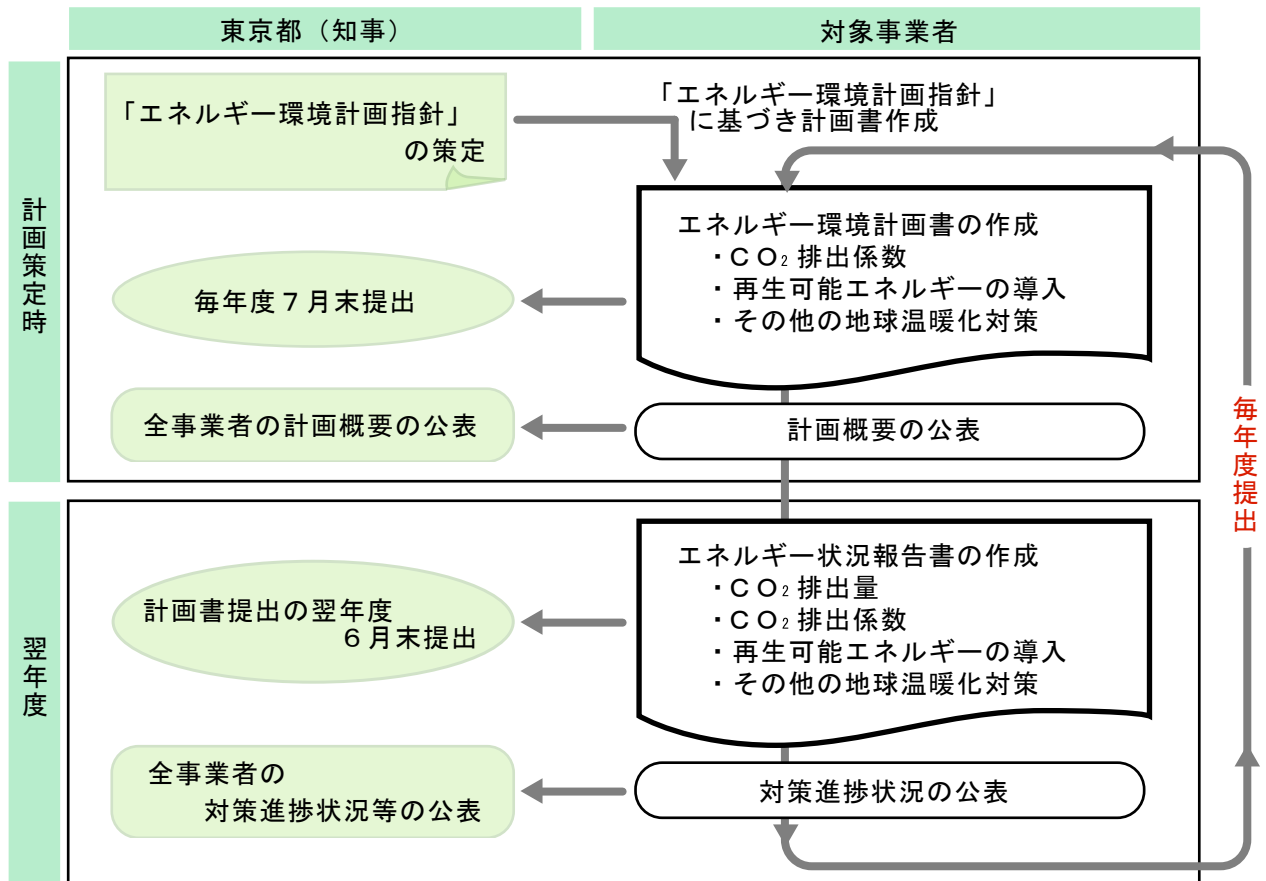 東京都（知事）
対象事業者
計画策定時
「エネルギー環境計画指針」
の策定
「エネルギー環境計画指針」
に基づき計画書作成
エネルギー環境計画書の作成
・ＣＯ₂排出係数
・再生可能エネルギーの導入
・その他の地球温暖化対策
毎年度７月末提出
全事業者の計画概要の公表
計画概要の公表
毎年度提出
翌年度
エネルギー状況報告書の作成
・ＣＯ₂排出量
・ＣＯ₂排出係数
・再生可能エネルギーの導入
・その他の地球温暖化対策
計画書提出の翌年度
６月末提出
全事業者の
対策進捗状況等の公表
対策進捗状況の公表